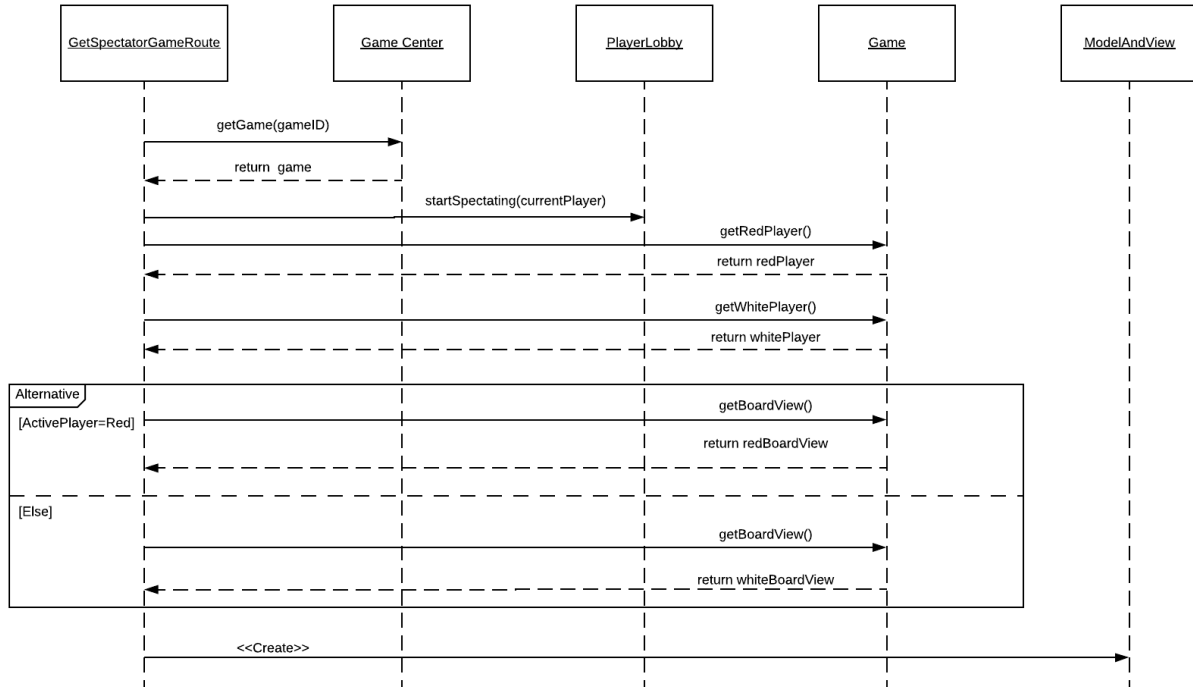 GetSpectatorGameRoute
Game Center
PlayerLobby
Game
ModelAndView
getGame(gameID)
return game
startSpectating(currentPlayer)
getRedPlayer()
return redPlayer
getWhitePlayer()
return whitePlayer
Alternative
[ActivePlayer=Red]
getBoardView()
return redBoardView
[Else]
getBoardView()
return whiteBoardView
<<Create>>